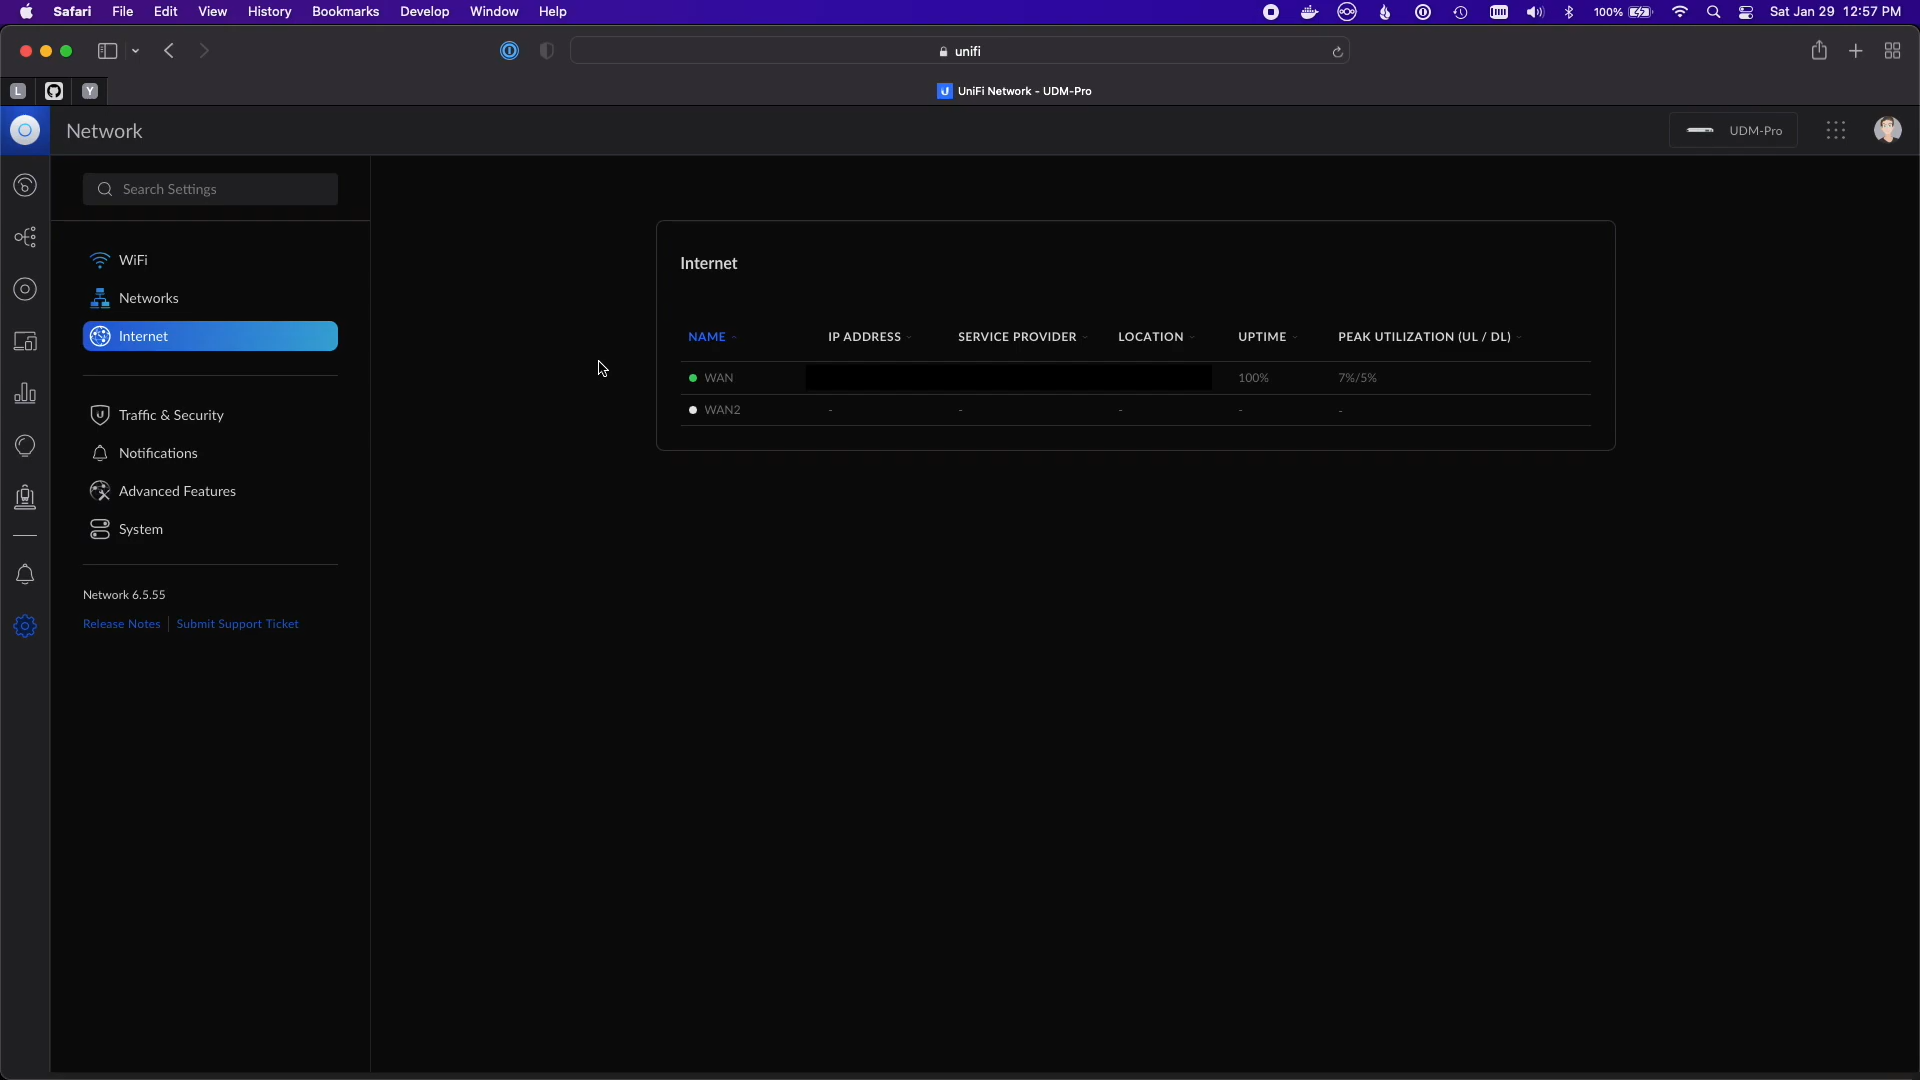 Safari File Edit View History Bookmarks Develop Window Help 100% Sat Jan 29 12:57 PM
unifi
L Y U UniFi Network - UDM-Pro
Network UDM-Pro
Search Settings
WiFi
Networks
Internet
Traffic & Security
Notifications
Advanced Features
System
Network 6.5.55
Release Notes | Submit Support Ticket
Internet
NAME IP ADDRESS SERVICE PROVIDER LOCATION UPTIME PEAK UTILIZATION (UL / DL)
WAN 100% 7%/5%
WAN2 - - - - -